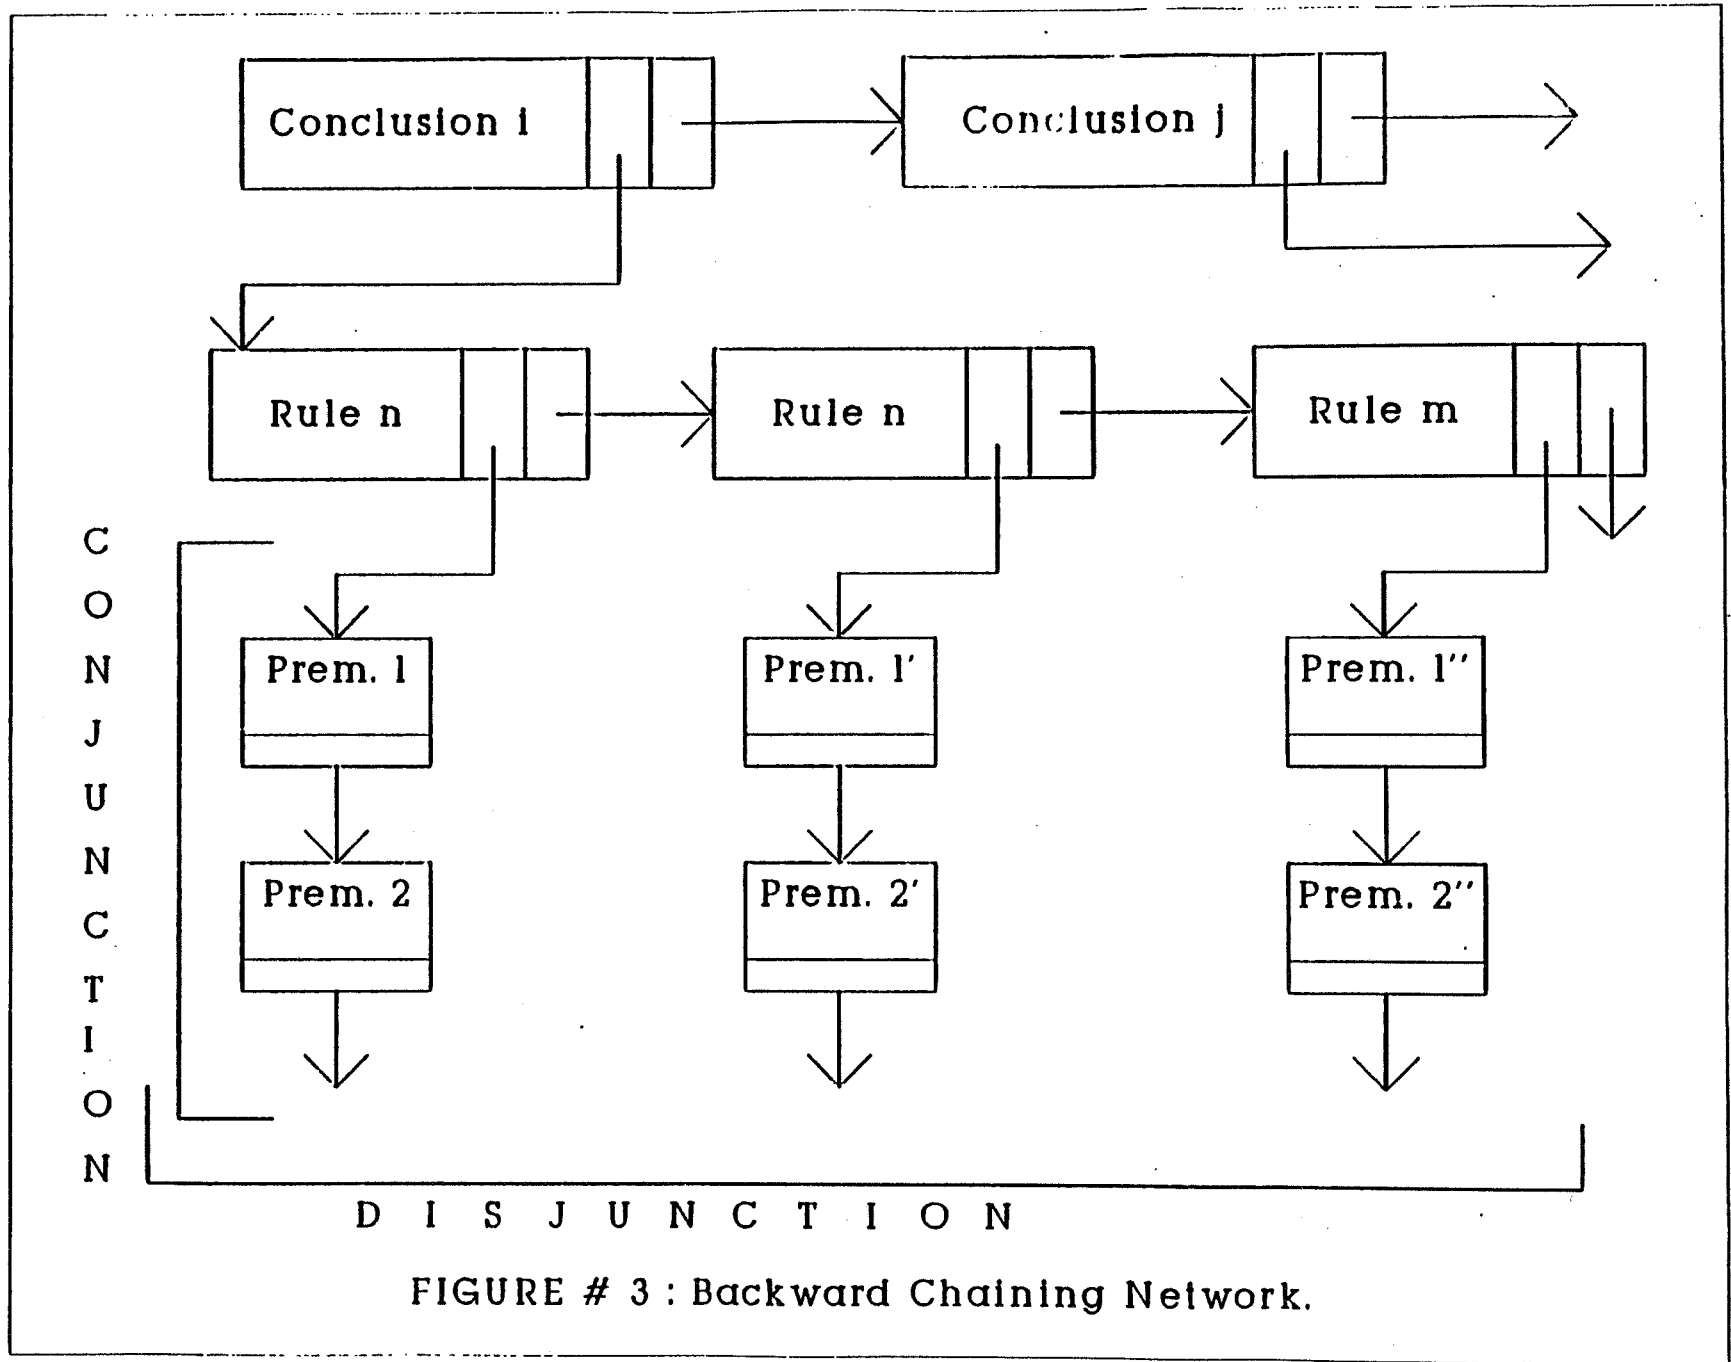 Conclusion i
Conclusion j
Rule n
Rule n
Rule m
CONJUNCTION
Prem. 1
Prem. 1'
Prem. 1''
Prem. 2
Prem. 2'
Prem. 2''
DISJUNCTION
FIGURE # 3 : Backward Chaining Network.